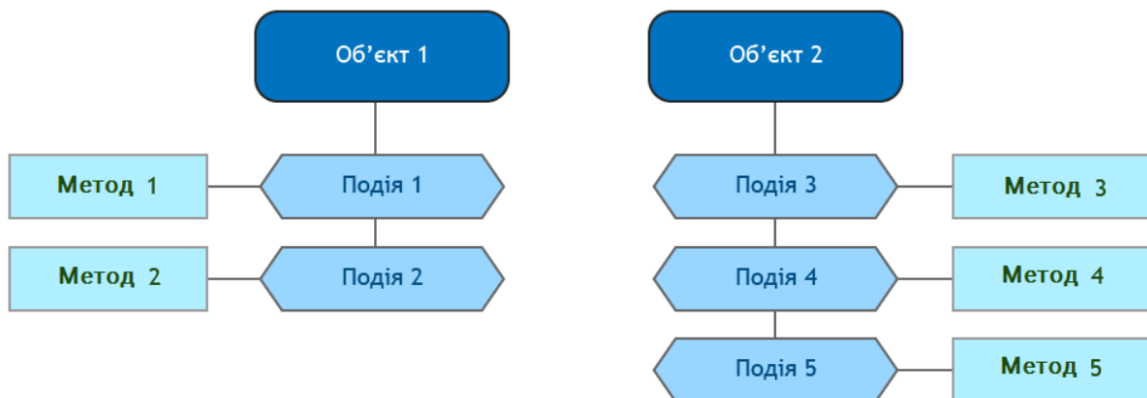 Об’єкт 1
Об’єкт 2
Метод 1
Подія 1
Подія 3
Метод 3
Метод 2
Подія 2
Подія 4
Метод 4
Подія 5
Метод 5